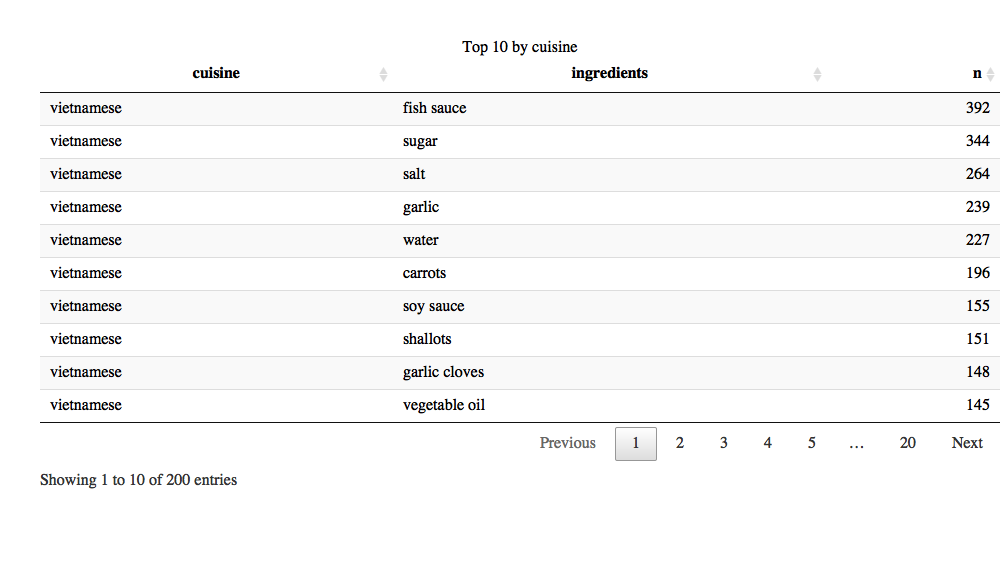 Top 10 by cuisine
cuisine ingredients n
vietnamese fish sauce 392
vietnamese sugar 344
vietnamese salt 264
vietnamese garlic 239
vietnamese water 227
vietnamese carrots 196
vietnamese soy sauce 155
vietnamese shallots 151
vietnamese garlic cloves 148
vietnamese vegetable oil 145
Previous 1 2 3 4 5 … 20 Next
Showing 1 to 10 of 200 entries